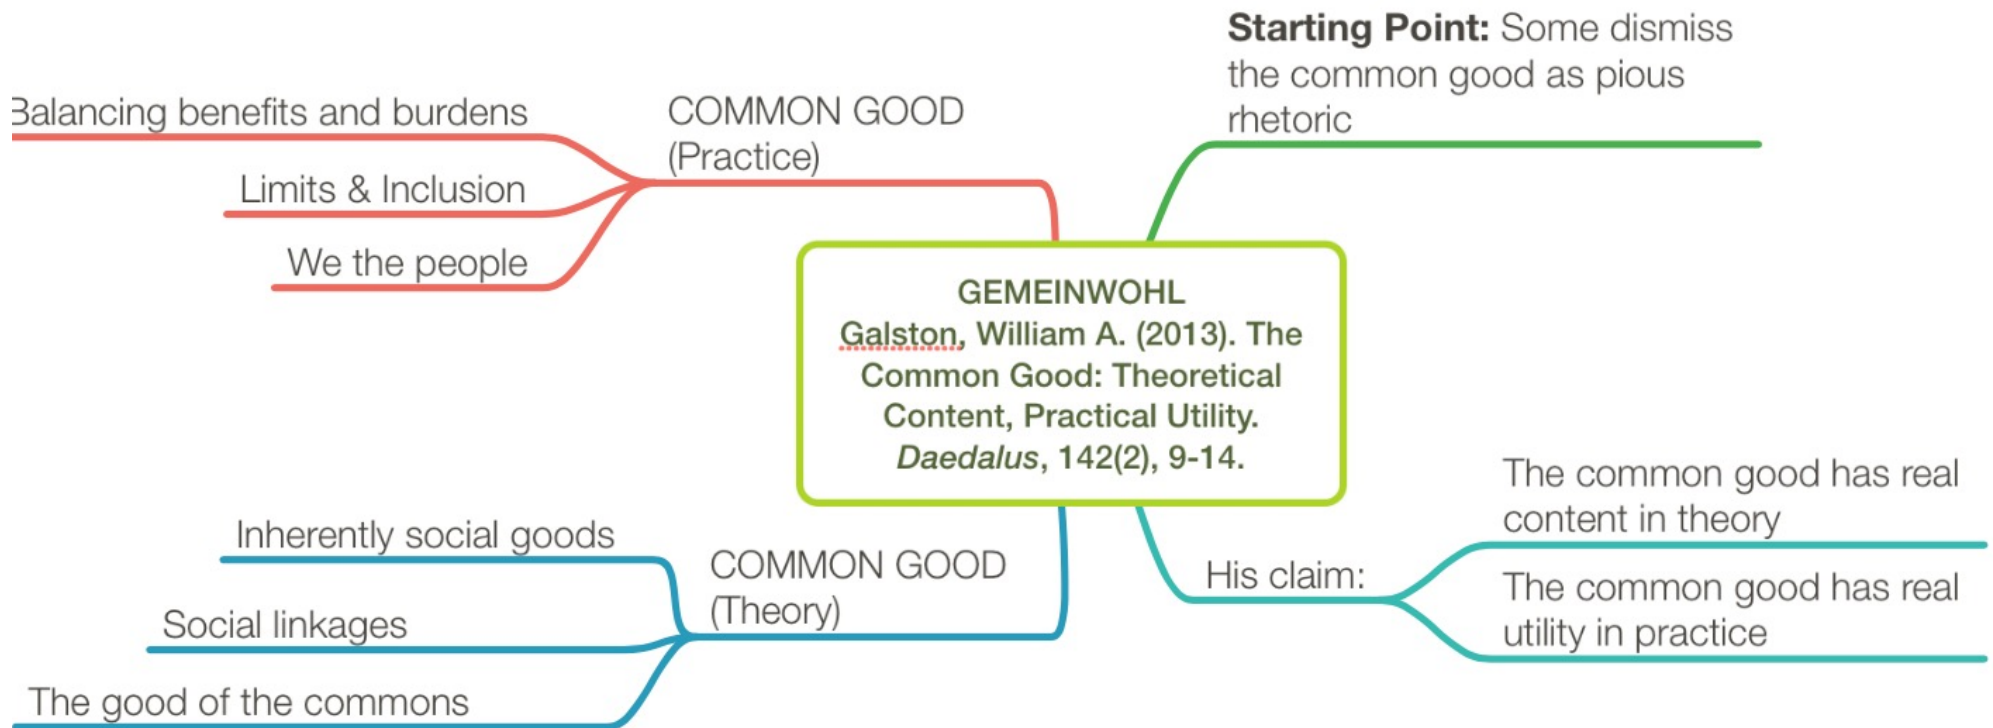 Starting Point: Some dismiss
the common good as pious
rhetoric
COMMON GOOD
(Practice)
Balancing benefits and burdens
Limits & Inclusion
We the people
GEMEINWOHL
Galston, William A. (2013). The
Common Good: Theoretical
Content, Practical Utility.
Daedalus, 142(2), 9-14.
His claim:
The common good has real
content in theory
The common good has real
utility in practice
COMMON GOOD
(Theory)
Inherently social goods
Social linkages
The good of the commons